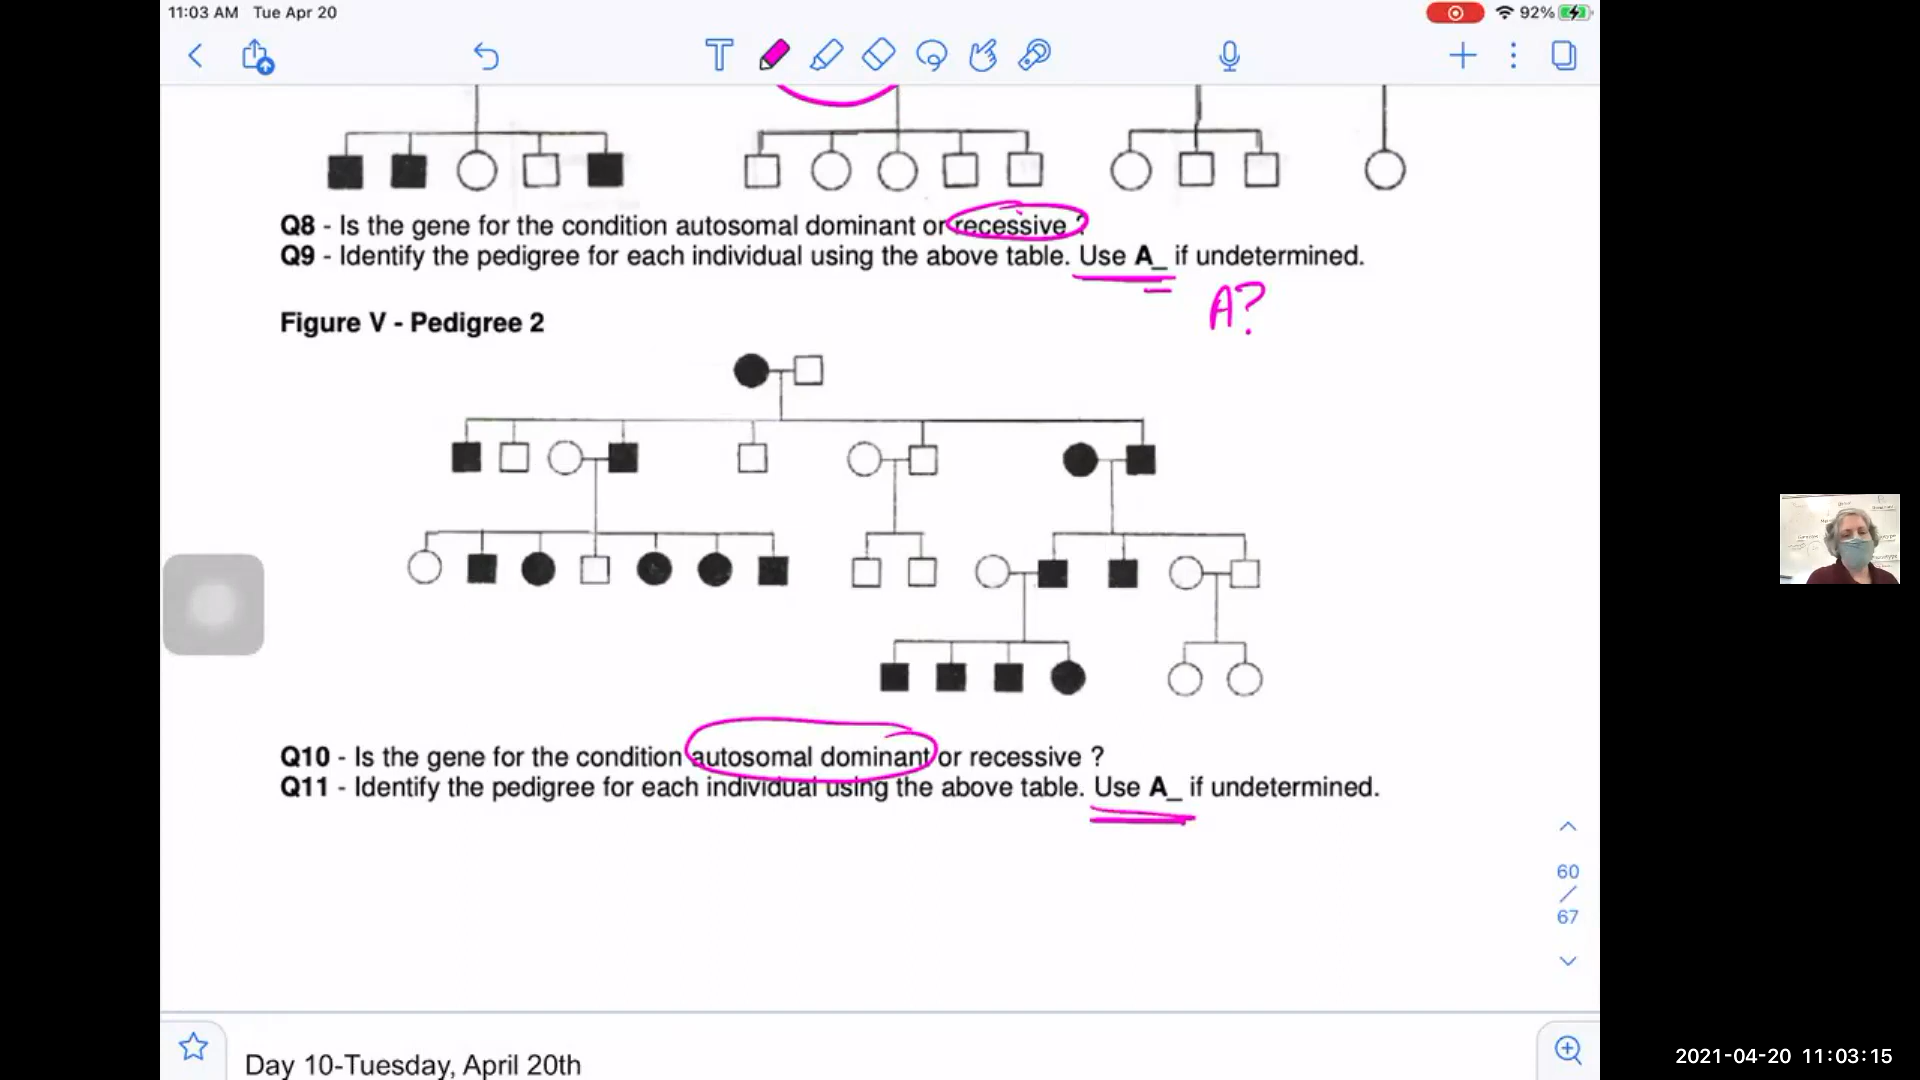 11:03 AM Tue Apr 20
92%
T
Q8 - Is the gene for the condition autosomal dominant or recessive ?
Q9 - Identify the pedigree for each individual using the above table. Use A_ if undetermined.
A?
Figure V - Pedigree 2
Q10 - Is the gene for the condition autosomal dominant or recessive ?
Q11 - Identify the pedigree for each individual using the above table. Use A_ if undetermined.
60
/
67
Day 10-Tuesday, April 20th
2021-04-20 11:03:15